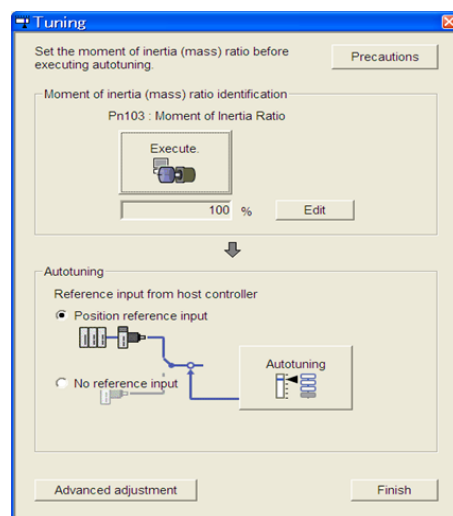 Tuning
Set the moment of inertia (mass) ratio before
executing autotuning.
Precautions
Moment of inertia (mass) ratio identification
Pn103 : Moment of Inertia Ratio
Execute.
100 %
Edit
Autotuning
Reference input from host controller
Position reference input
No reference input
Autotuning
Advanced adjustment
Finish